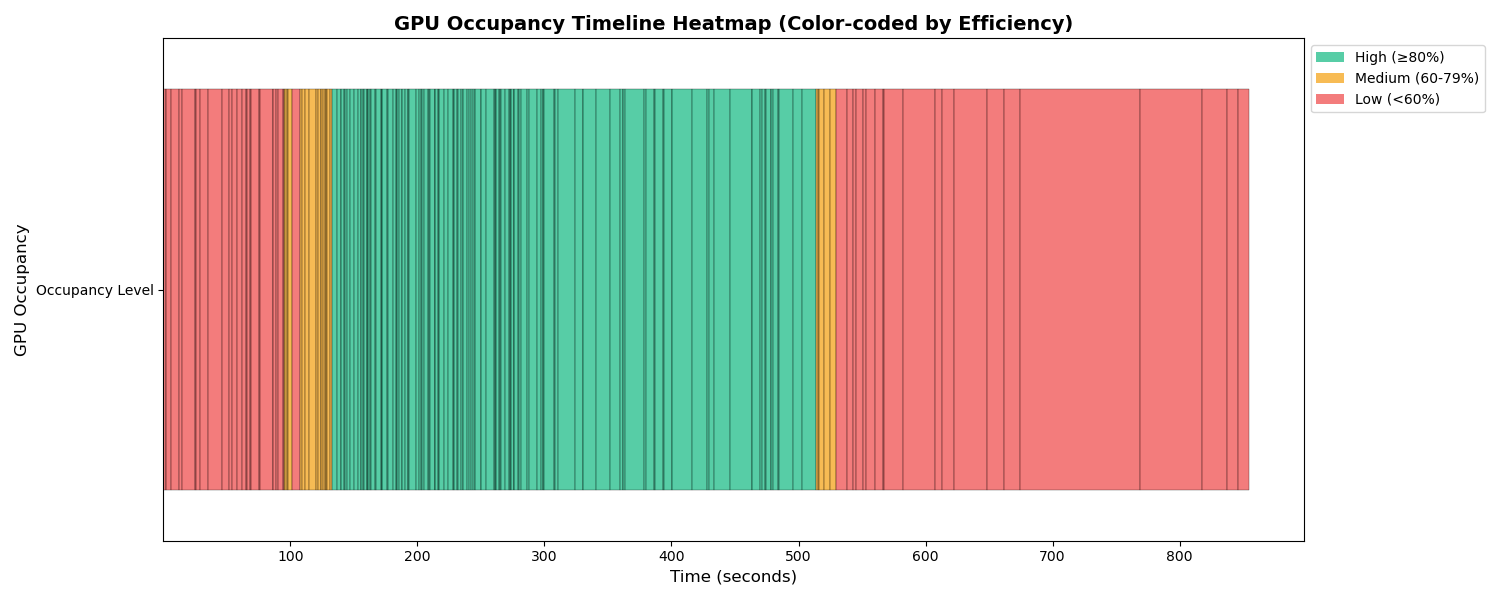 GPU Occupancy Timeline Heatmap (Color-coded by Efficiency)
High (≥80%)
Medium (60-79%)
Low (<60%)
GPU Occupancy
Occupancy Level
100
200
300
400
500
600
700
800
Time (seconds)